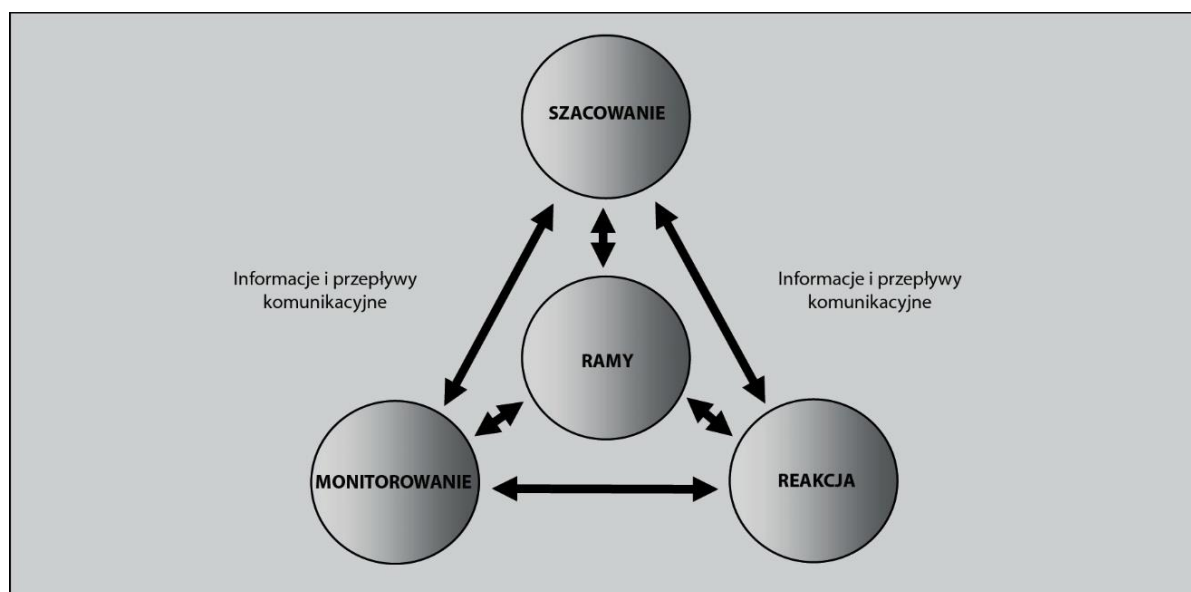 SZACOWANIE
Informacje i przepływy
komunikacyjne
Informacje i przepływy
komunikacyjne
RAMY
MONITOROWANIE
REAKCJA